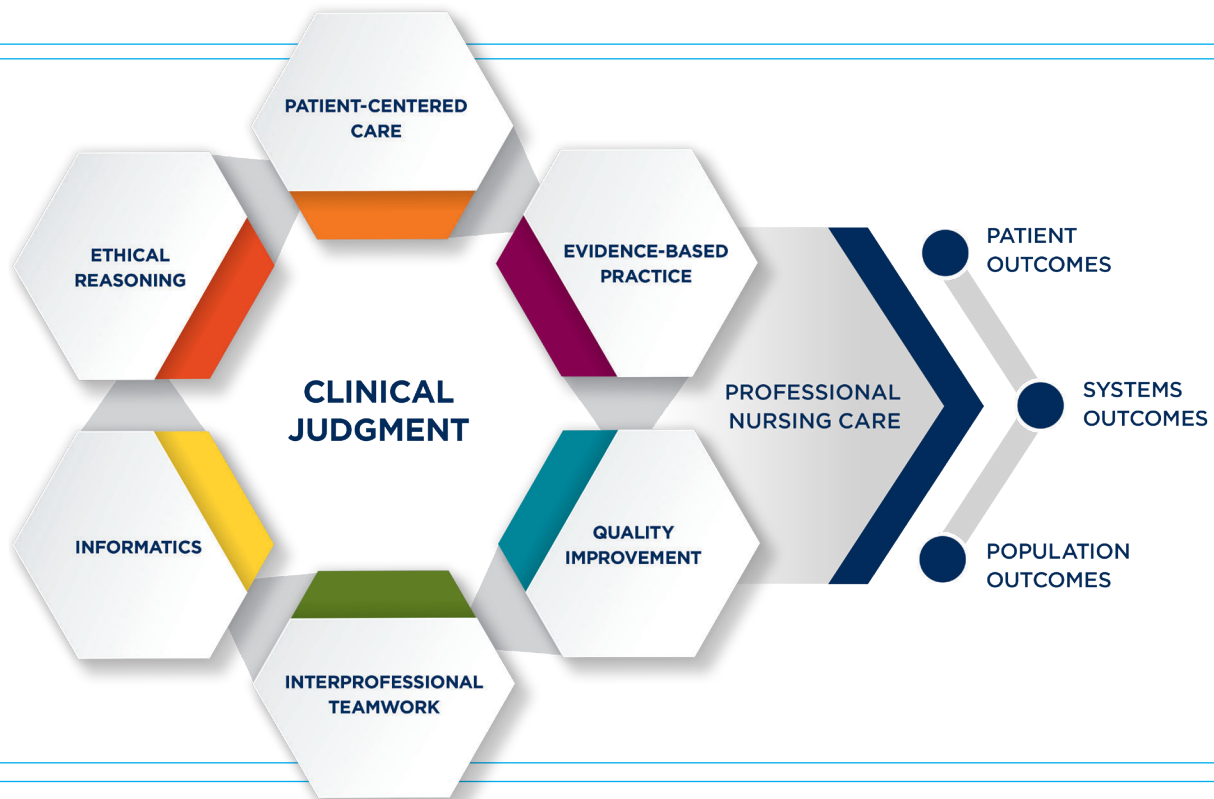 PATIENT-CENTERED
CARE
ETHICAL
REASONING
EVIDENCE-BASED
PRACTICE
CLINICAL
JUDGMENT
INFORMATICS
QUALITY
IMPROVEMENT
INTERPROFESSIONAL
TEAMWORK
PROFESSIONAL
NURSING CARE
PATIENT
OUTCOMES
SYSTEMS
OUTCOMES
POPULATION
OUTCOMES